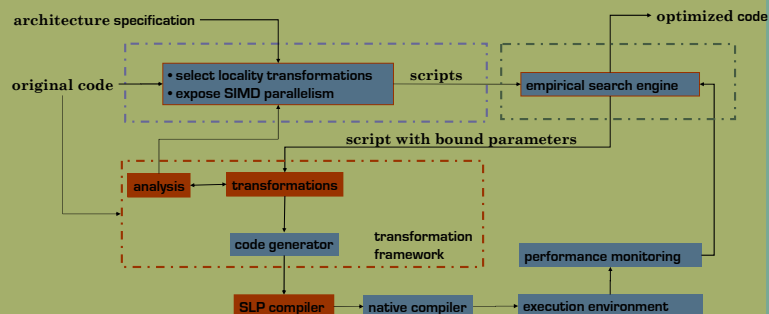 architecture specification
optimized code
• select locality transformations
• expose SIMD parallelism
original code
scripts
empirical search engine
script with bound parameters
analysis
transformations
code generator
transformation
framework
performance monitoring
SLP compiler
native compiler
execution environment